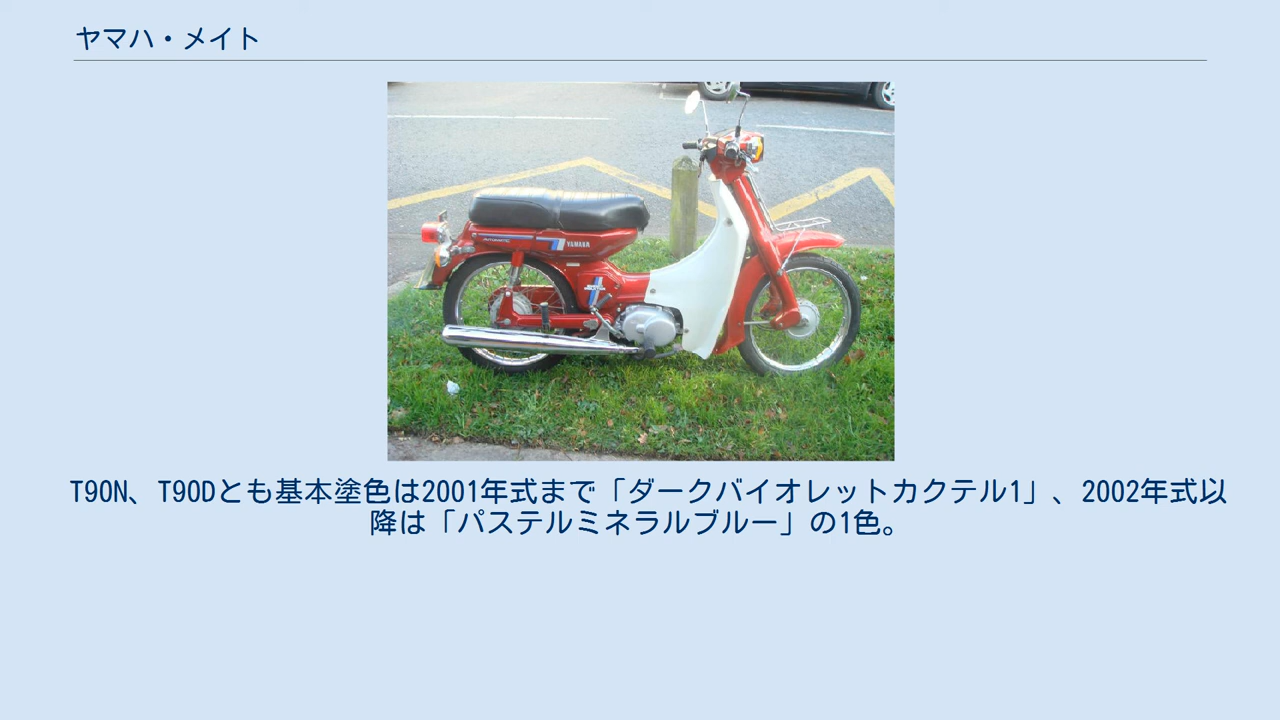 ヤマハ・メイト
YAMAHA
T90N、T90Dとも基本塗色は2001年式まで「ダークバイオレットカクテル1」、2002年式以
降は「パステルミネラルブルー」の1色。